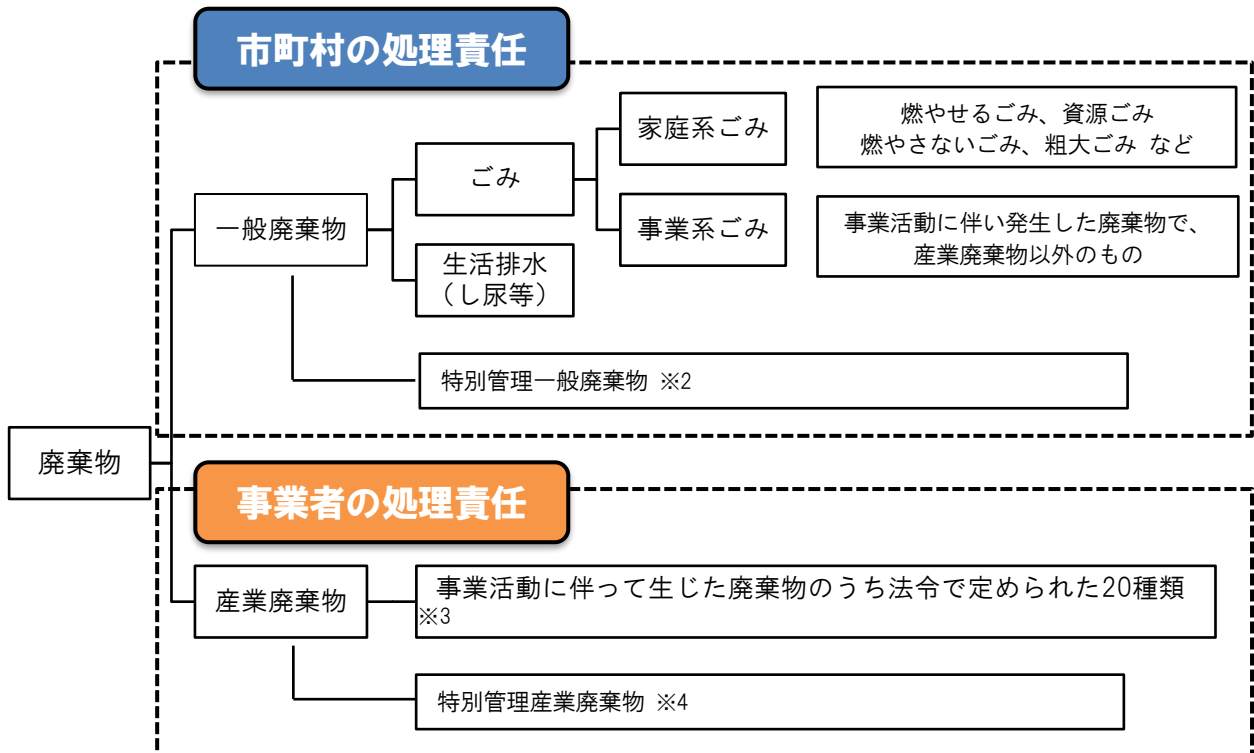 市町村の処理責任
家庭系ごみ
燃やせるごみ、資源ごみ
燃やさないごみ、粗大ごみ など
ごみ
一般廃棄物
事業系ごみ
事業活動に伴い発生した廃棄物で、
産業廃棄物以外のもの
生活排水
（し尿等）
特別管理一般廃棄物 ※2
廃棄物
事業者の処理責任
産業廃棄物
事業活動に伴って生じた廃棄物のうち法令で定められた20種類
※3
特別管理産業廃棄物 ※4